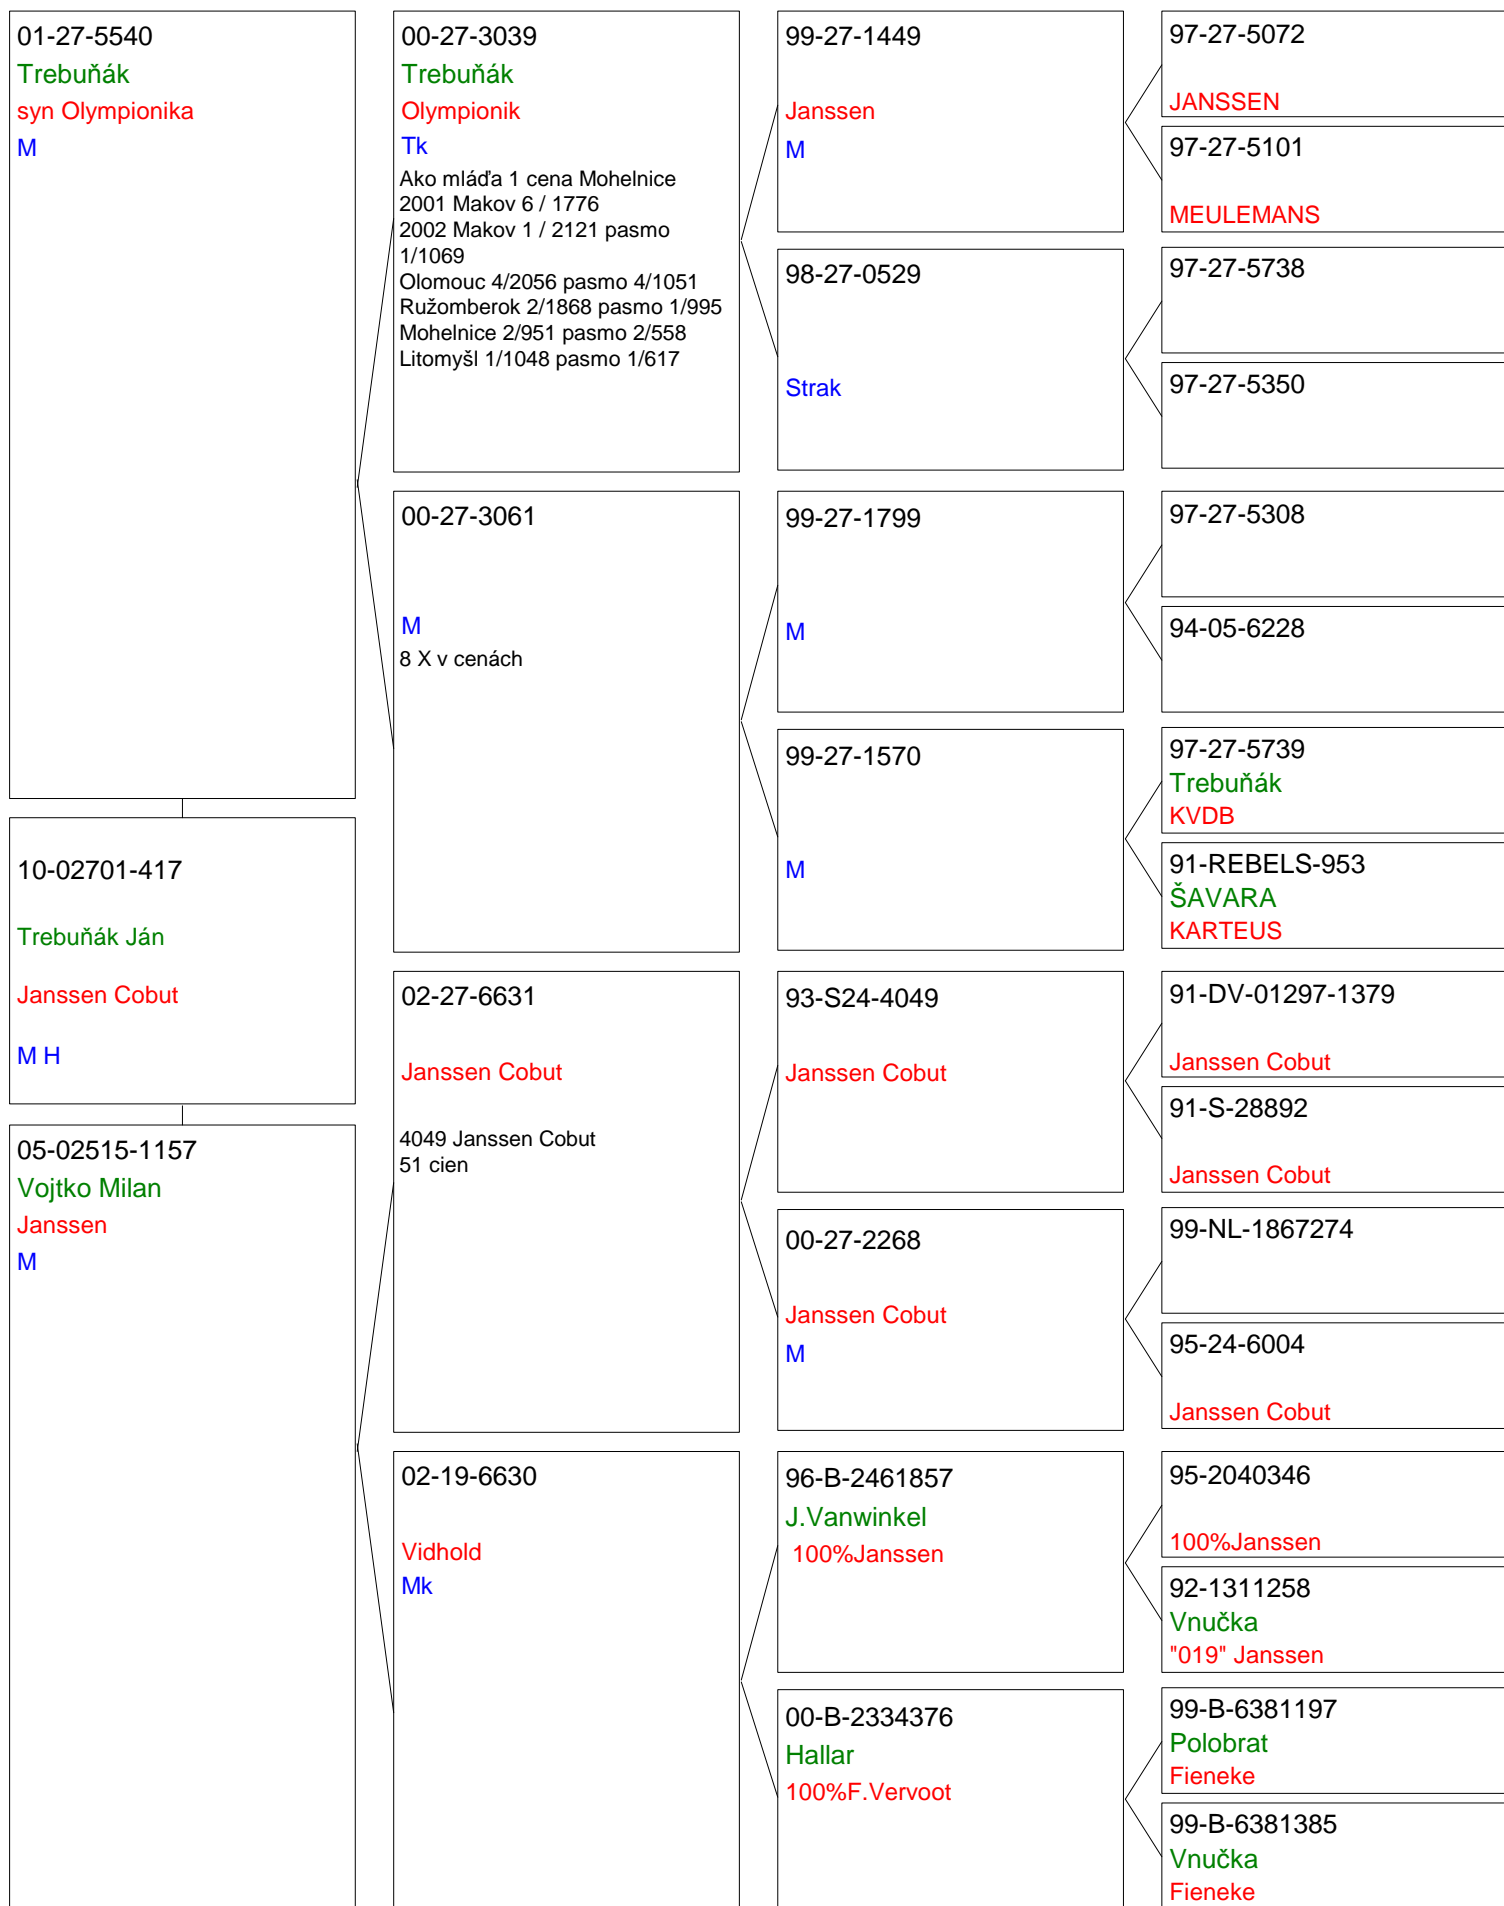 01-27-5540
Trebuňák
syn Olympionika
M
10-02701-417
Trebuňák Ján
Janssen Cobut
M H
05-02515-1157
Vojtko Milan
Janssen
M
00-27-3039
Trebuňák
Olympionik
Tk
Ako mláďa 1 cena Mohelnice
2001 Makov 6 / 1776
2002 Makov 1 / 2121 pasmo
1/1069
Olomouc 4/2056 pasmo 4/1051
Ružomberok 2/1868 pasmo 1/995
Mohelnice 2/951 pasmo 2/558
Litomyšl 1/1048 pasmo 1/617
00-27-3061
M
8 X v cenách
02-27-6631
Janssen Cobut
4049 Janssen Cobut
51 cien
02-19-6630
Vidhold
Mk
99-27-1449
Janssen
M
98-27-0529
Strak
99-27-1799
M
99-27-1570
M
93-S24-4049
Janssen Cobut
00-27-2268
Janssen Cobut
M
96-B-2461857
J.Vanwinkel
100%Janssen
00-B-2334376
Hallar
100%F.Vervoot
97-27-5072
JANSSEN
97-27-5101
MEULEMANS
97-27-5738
97-27-5350
97-27-5308
94-05-6228
97-27-5739
Trebuňák
KVDB
91-REBELS-953
ŠAVARA
KARTEUS
91-DV-01297-1379
Janssen Cobut
91-S-28892
Janssen Cobut
99-NL-1867274
95-24-6004
Janssen Cobut
95-2040346
100%Janssen
92-1311258
Vnučka
"019" Janssen
99-B-6381197
Polobrat
Fieneke
99-B-6381385
Vnučka
Fieneke